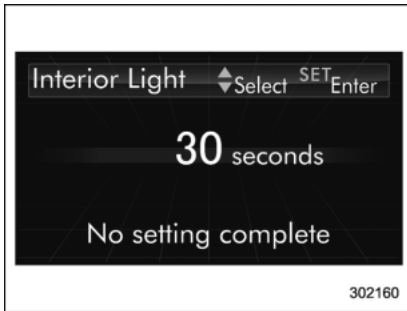 Interior Light Select SET Enter
30 seconds
No setting complete
302160